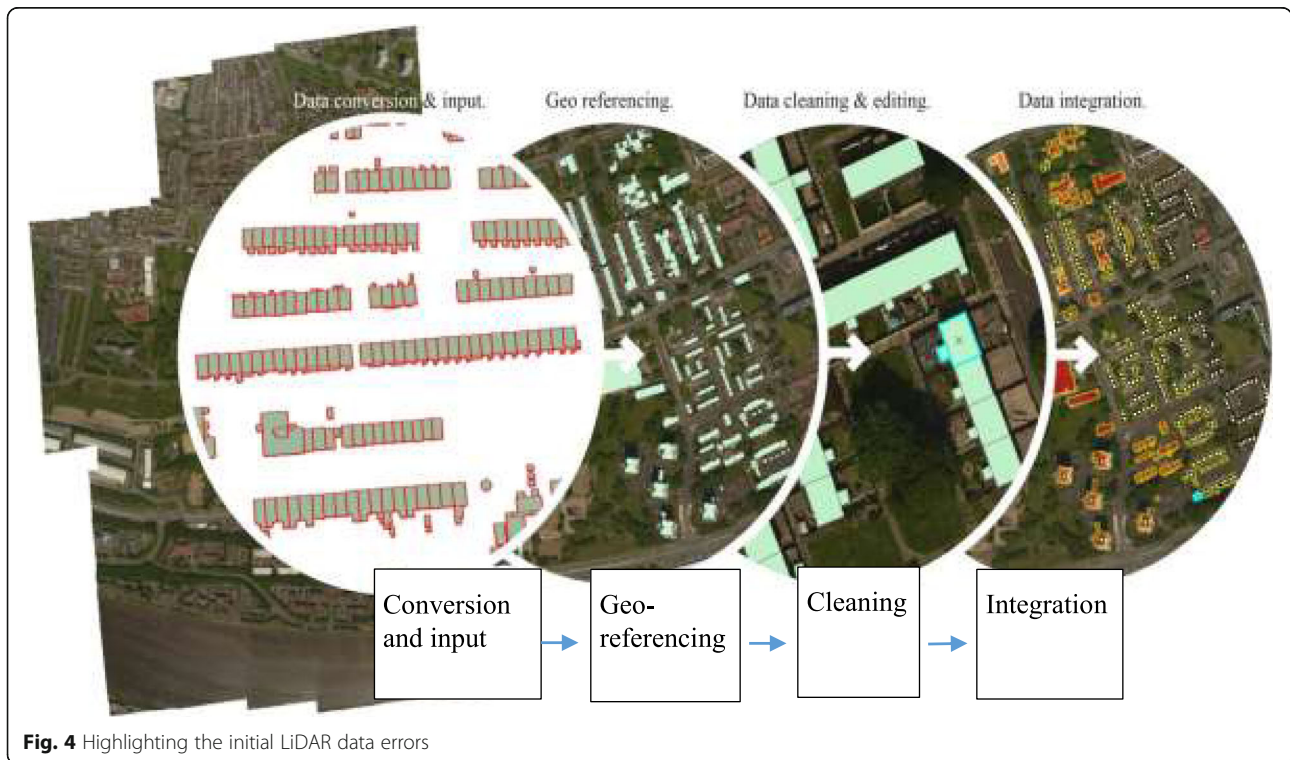 Data conversion & input.
Geo referencing.
Data cleaning & editing.
Data integration.
Conversion
and input
Geo-
referencing
Cleaning
Integration
Fig. 4 Highlighting the initial LiDAR data errors